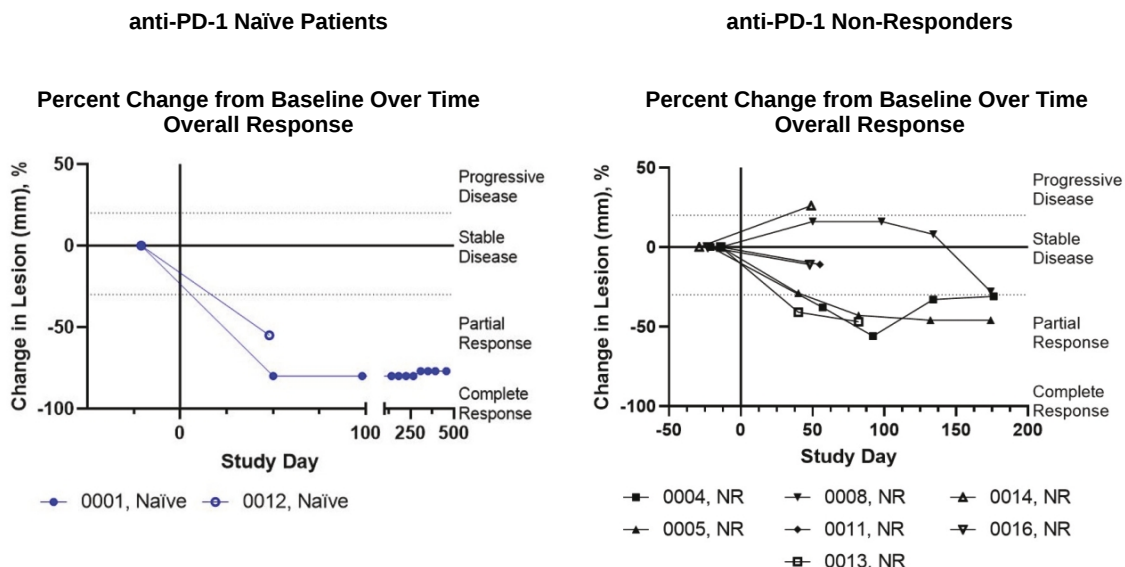 anti-PD-1 Naïve Patients
Percent Change from Baseline Over Time
Overall Response
Change in Lesion (mm), %
50
0
-50
-100
Progressive
Disease
Stable
Disease
Partial
Response
Complete
Response
0
100
250
500
Study Day
0001, Naïve
0012, Naïve
anti-PD-1 Non-Responders
Percent Change from Baseline Over Time
Overall Response
Change in Lesion (mm), %
50
0
-50
-100
Progressive
Disease
Stable
Disease
Partial
Response
Complete
Response
-50
0
50
100
150
200
Study Day
0004, NR
0008, NR
0014, NR
0005, NR
0011, NR
0016, NR
0013, NR